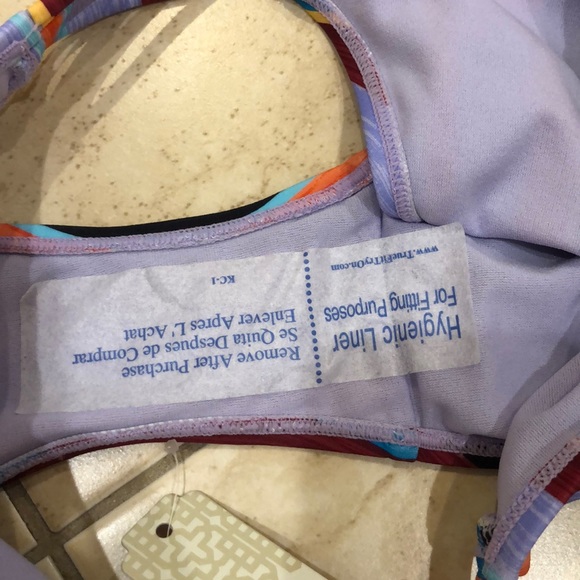 Hygienic Liner
For Fitting Purposes
www.TrueFitTryOn.com
Remove After Purchase
Se Quita Despues de Comprar
Enlever Apres L' Achat
KC-1